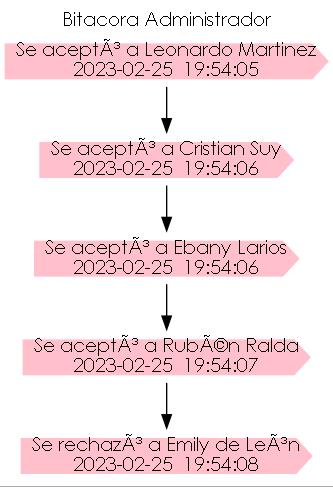 Bitacora Administrador
Se aceptÃ³ a Leonardo Martinez
2023-02-25 19:54:05
Se aceptÃ³ a Cristian Suy
2023-02-25 19:54:06
Se aceptÃ³ a Ebany Larios
2023-02-25 19:54:06
Se aceptÃ³ a RubÃ©n Ralda
2023-02-25 19:54:07
Se rechazÃ³ a Emily de LeÃ³n
2023-02-25 19:54:08